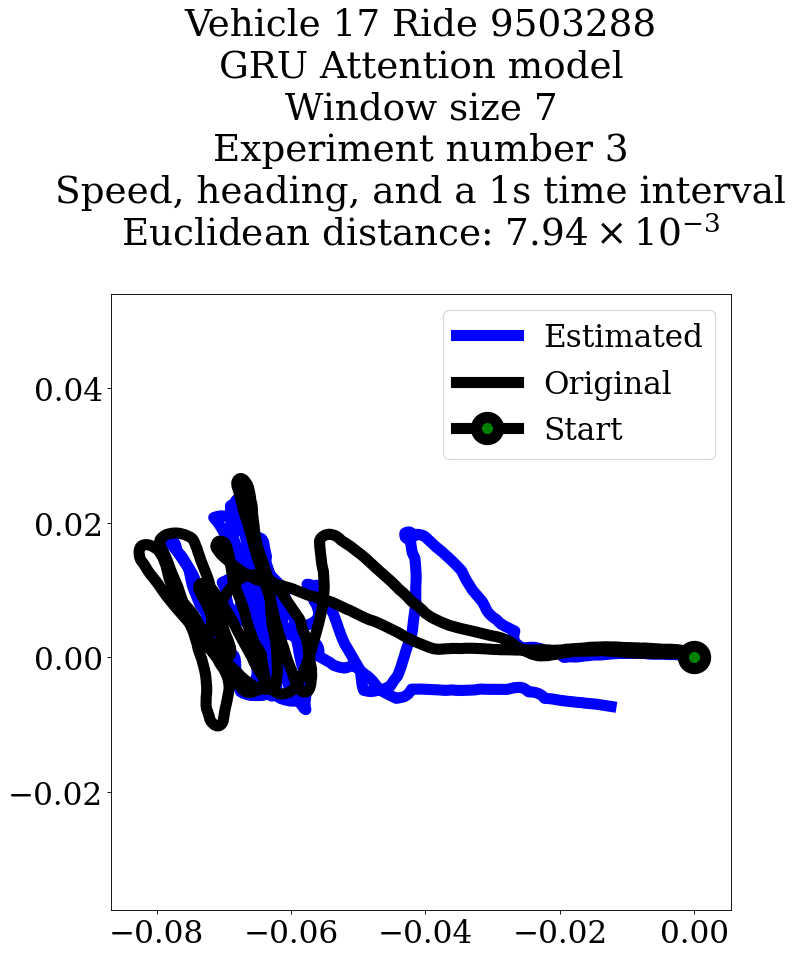 Vehicle 17 Ride 9503288
GRU Attention model
Window size 7
Experiment number 3
Speed, heading, and a 1s time interval
Euclidean distance: 7.94 × 10⁻³
Estimated
Original
Start
0.04
0.02
0.00
−0.02
−0.08 −0.06 −0.04 −0.02 0.00